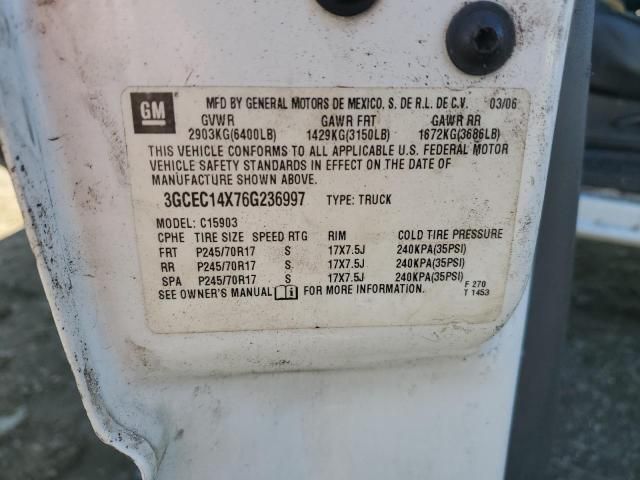 GM MFD BY GENERAL MOTORS DE MEXICO, S. DE R.L. DE C.V. 03/06
GVWR GAWR FRT GAWR RR
2903KG(6400LB) 1429KG(3150LB) 1672KG(3686LB)
THIS VEHICLE CONFORMS TO ALL APPLICABLE U.S. FEDERAL MOTOR
VEHICLE SAFETY STANDARDS IN EFFECT ON THE DATE OF
MANUFACTURE SHOWN ABOVE.
3GCEC14X76G236997 TYPE: TRUCK
MODEL: C15903
CPHE TIRE SIZE SPEED RTG RIM COLD TIRE PRESSURE
FRT P245/70R17 S 17X7.5J 240KPA(35PSI)
RR P245/70R17 S 17X7.5J 240KPA(35PSI)
SPA P245/70R17 S 17X7.5J 240KPA(35PSI)
SEE OWNER'S MANUAL FOR MORE INFORMATION. F 270
T 1453